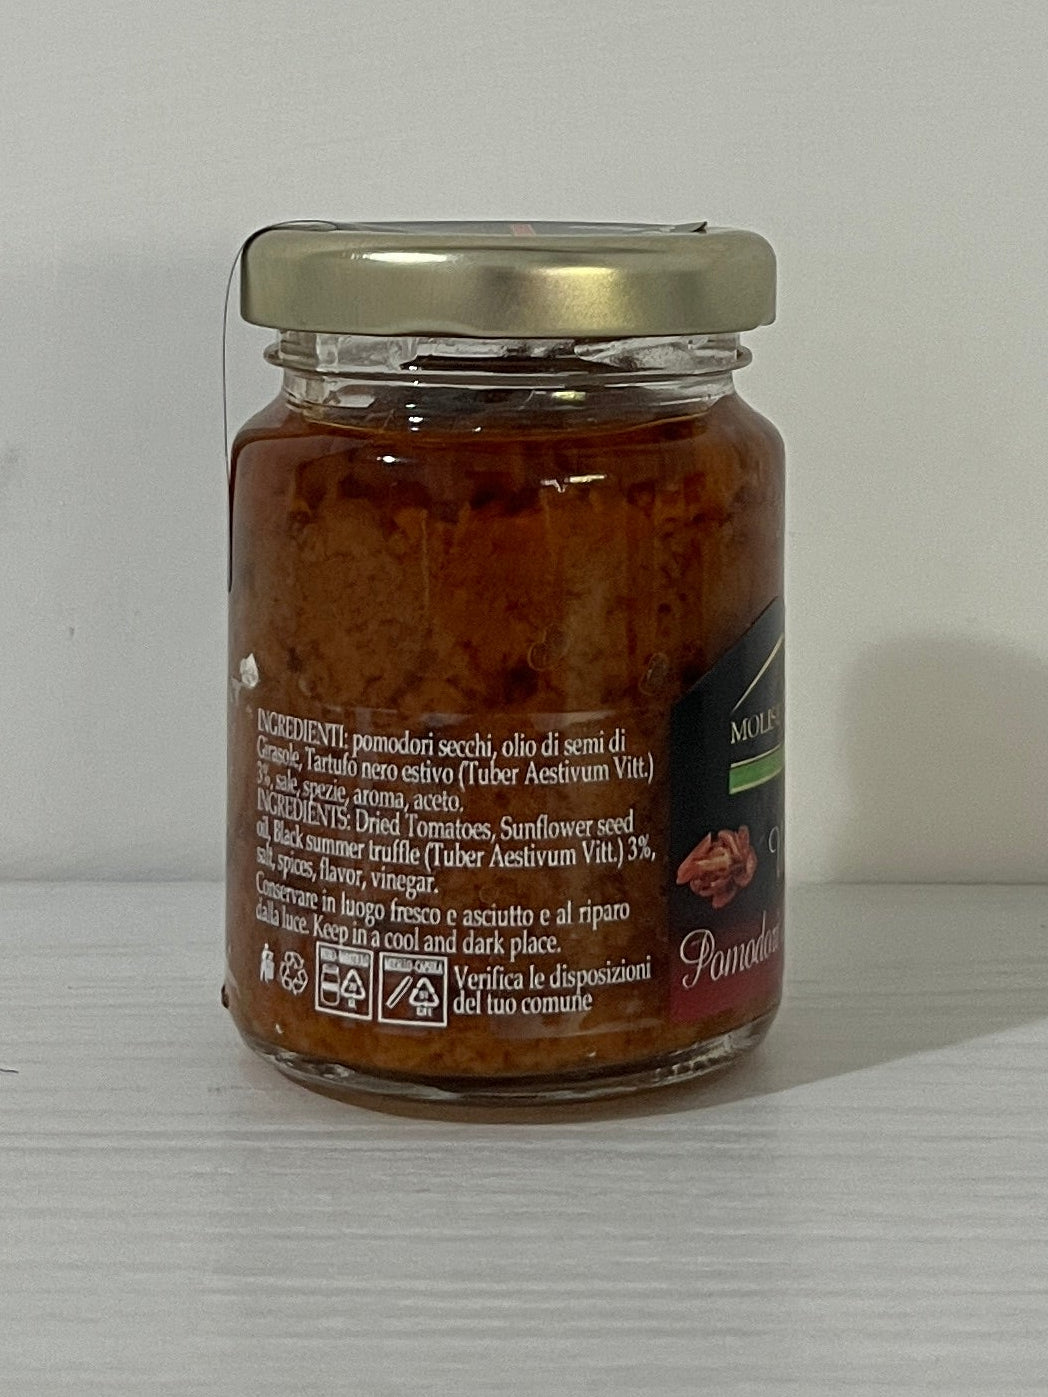 INGREDIENTI: pomodori secchi, olio di semi di
Girasole, Tartufo nero estivo (Tuber Aestivum Vitt.)
3%, sale, spezie, aroma, aceto.
INGREDIENTS: Dried Tomatoes, Sunflower seed
oil, Black summer truffle (Tuber Aestivum Vitt.) 3%,
salt, spices, flavor, vinegar.
Conservare in luogo fresco e asciutto e al riparo
dalla luce. Keep in a cool and dark place.
Verifica le disposizioni
del tuo comune
Pomodori